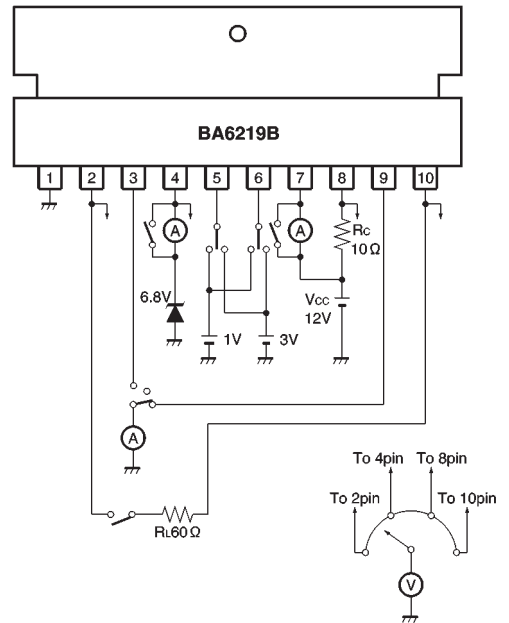 BA6219B
1 2 3 4 5 6 7 8 9 10
A A RC
10Ω
6.8V VCC
12V
1V 3V
A
RL60Ω
To 4pin To 8pin
To 2pin To 10pin
V